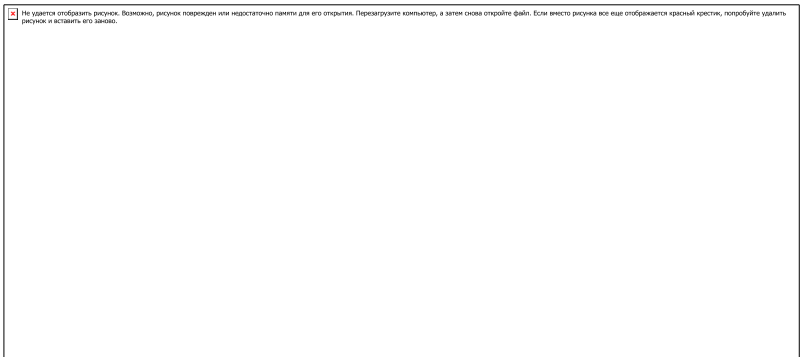 Не удается отобразить рисунок. Возможно, рисунок поврежден или недостаточно памяти для его открытия. Перезагрузите компьютер, а затем снова откройте файл. Если вместо рисунка все еще отображается красный крестик, попробуйте удалить
рисунок и вставить его заново.